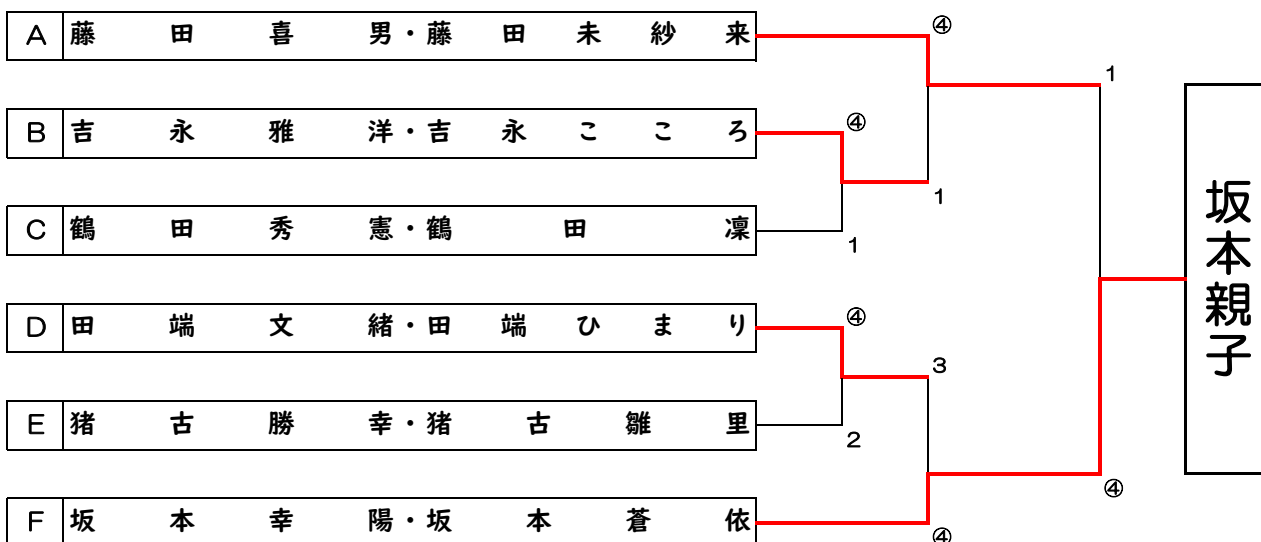 A 藤田喜男・藤田未紗来
④
1
B 吉永雅洋・吉永こころ
④
1
C 鶴田秀憲・鶴田凜
1
D 田端文緒・田端ひまり
④
3
E 猪古勝幸・猪古雛里
2
F 坂本幸陽・坂本蒼依
④
④
坂本親子